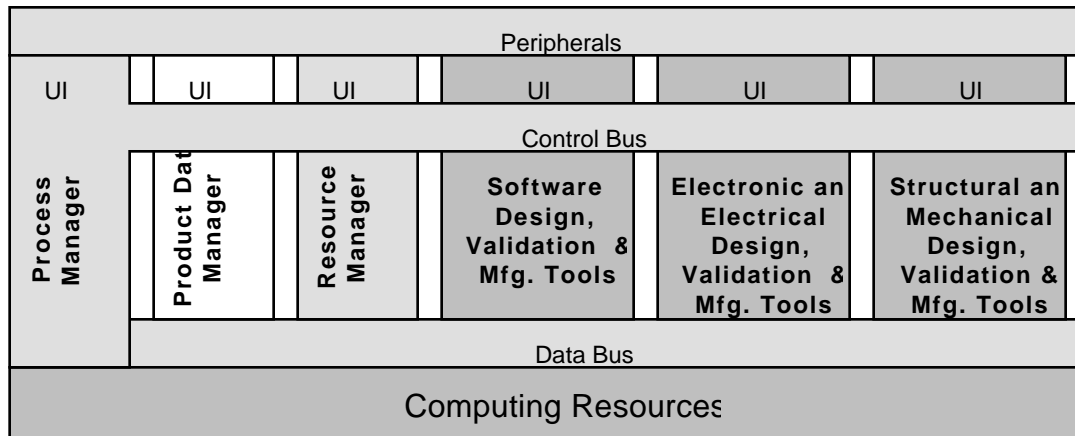 Peripherals
UI UI UI UI UI UI
Control Bus
Process
Manager
Product Dat
Manager
Resource
Manager
Software
Design,
Validation &
Mfg. Tools
Electronic an
Electrical
Design,
Validation &
Mfg. Tools
Structural an
Mechanical
Design,
Validation &
Mfg. Tools
Data Bus
Computing Resources